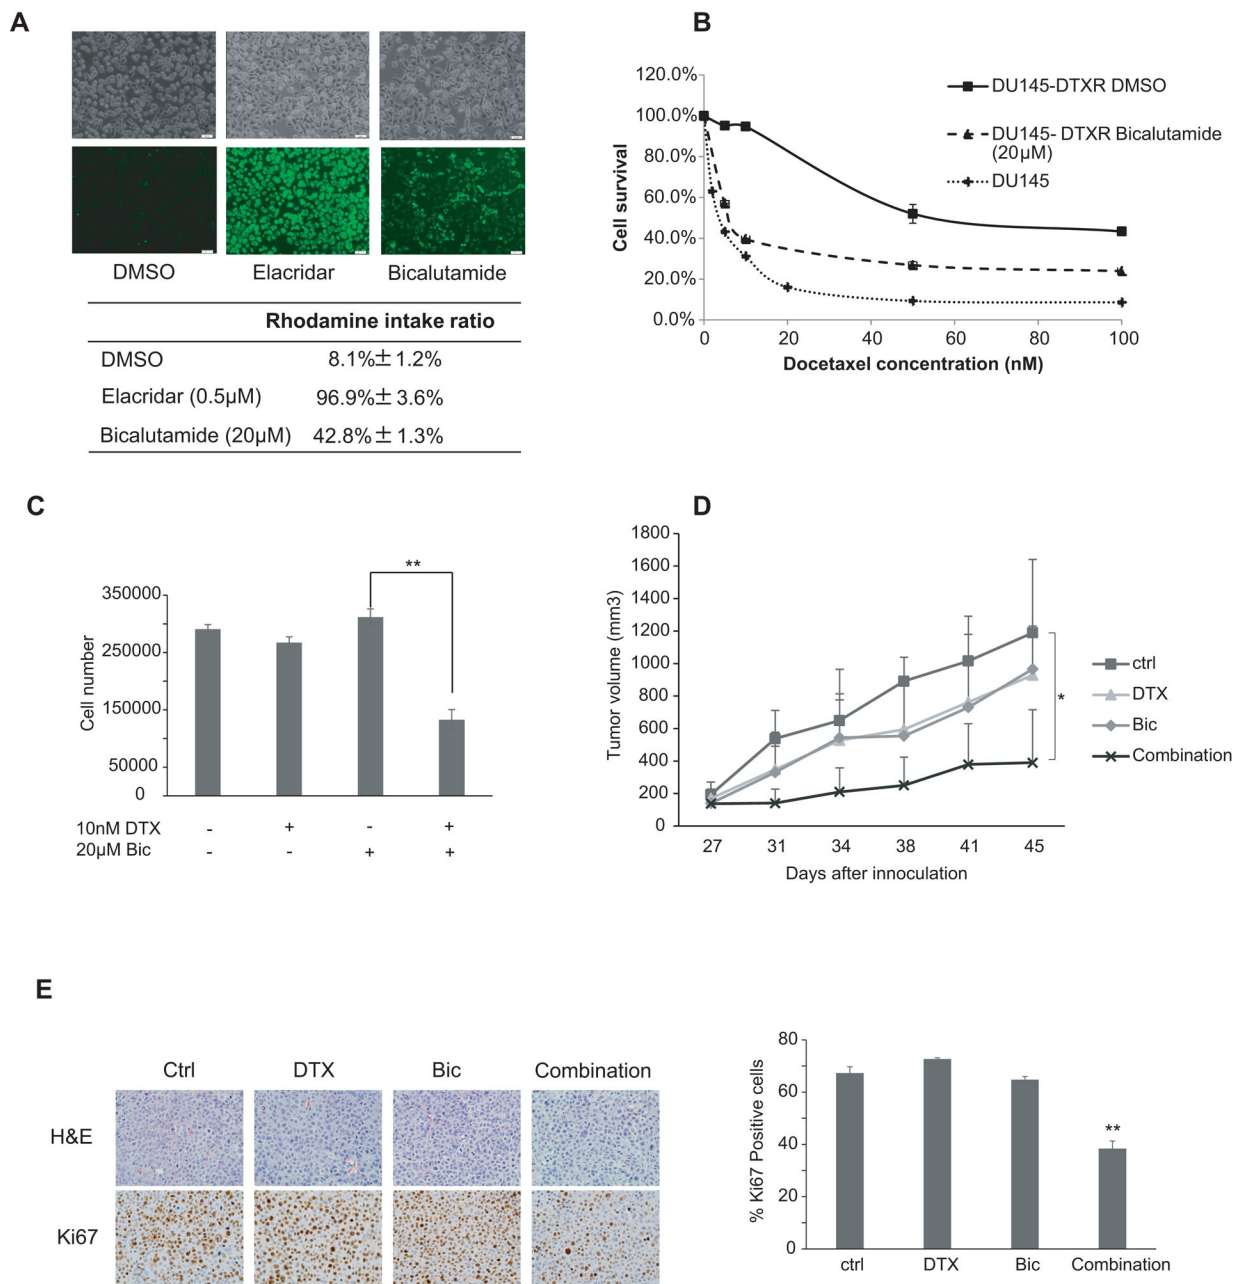 A
DMSO
Elacridar
Bicalutamide
Rhodamine intake ratio
DMSO 8.1%± 1.2%
Elacridar (0.5µM) 96.9%± 3.6%
Bicalutamide (20µM) 42.8%± 1.3%
B
120.0%
100.0%
80.0%
60.0%
40.0%
20.0%
0.0%
Cell survival
0 20 40 60 80 100
Docetaxel concentration (nM)
DU145-DTXR DMSO
DU145- DTXR Bicalutamide
(20µM)
DU145
C
350000
250000
150000
50000
0
Cell number
**
10nM DTX - + - +
20µM Bic - - + +
D
1800
1600
1400
1200
1000
800
600
400
200
0
Tumor volume (mm3)
27 31 34 38 41 45
Days after innoculation
*
ctrl
DTX
Bic
Combination
E
Ctrl DTX Bic Combination
H&E
Ki67
80
60
40
20
0
% Ki67 Positive cells
**
ctrl DTX Bic Combination